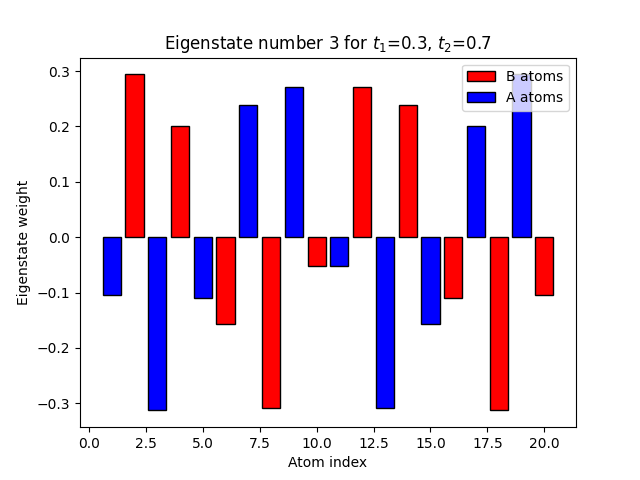 Eigenstate number 3 for t₁=0.3, t₂=0.7
B atoms
A atoms
Eigenstate weight
0.3
0.2
0.1
0.0
−0.1
−0.2
−0.3
0.0 2.5 5.0 7.5 10.0 12.5 15.0 17.5 20.0
Atom index